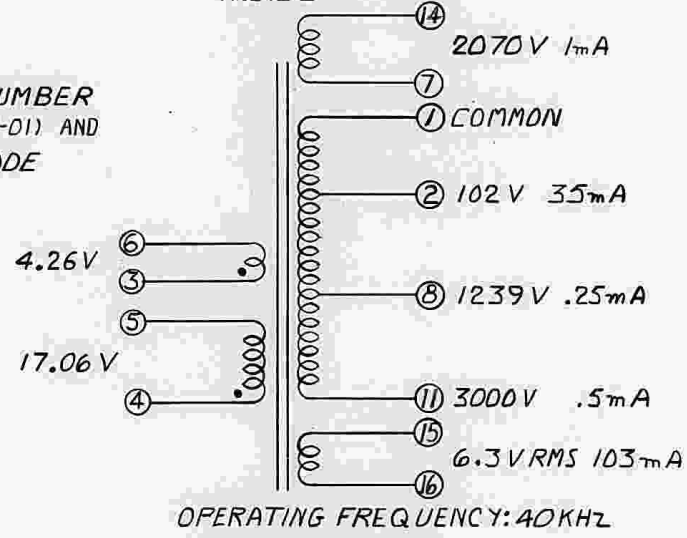 14
2070V 1mA
7
UMBER
-01) AND
ODE
1 COMMON
2 102V 35mA
6
4.26V
3
8 1239V .25mA
5
17.06V
4
11 3000V .5mA
15
6.3VRMS 103mA
16
OPERATING FREQUENCY:40KHZ